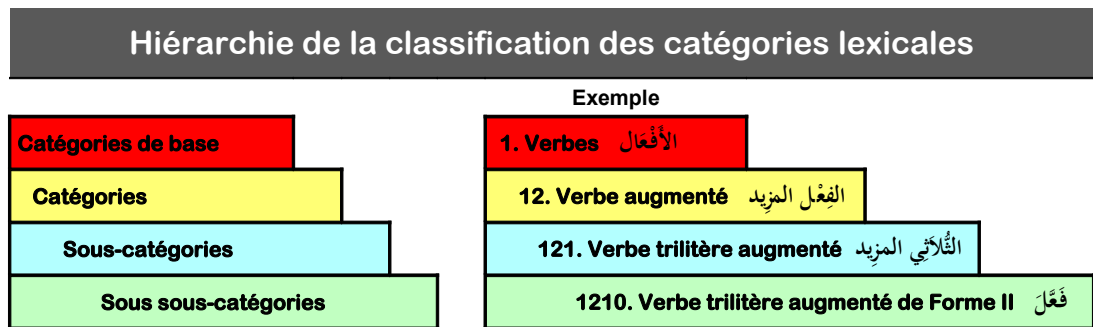 Hiérarchie de la classification des catégories lexicales
Exemple
Catégories de base
1. Verbes الأَفْعَال
Catégories
12. Verbe augmenté الفِعْل المزِيد
Sous-catégories
121. Verbe trilitère augmenté الثُّلاَثِي المزِيد
Sous sous-catégories
1210. Verbe trilitère augmenté de Forme II فَعَّلَ